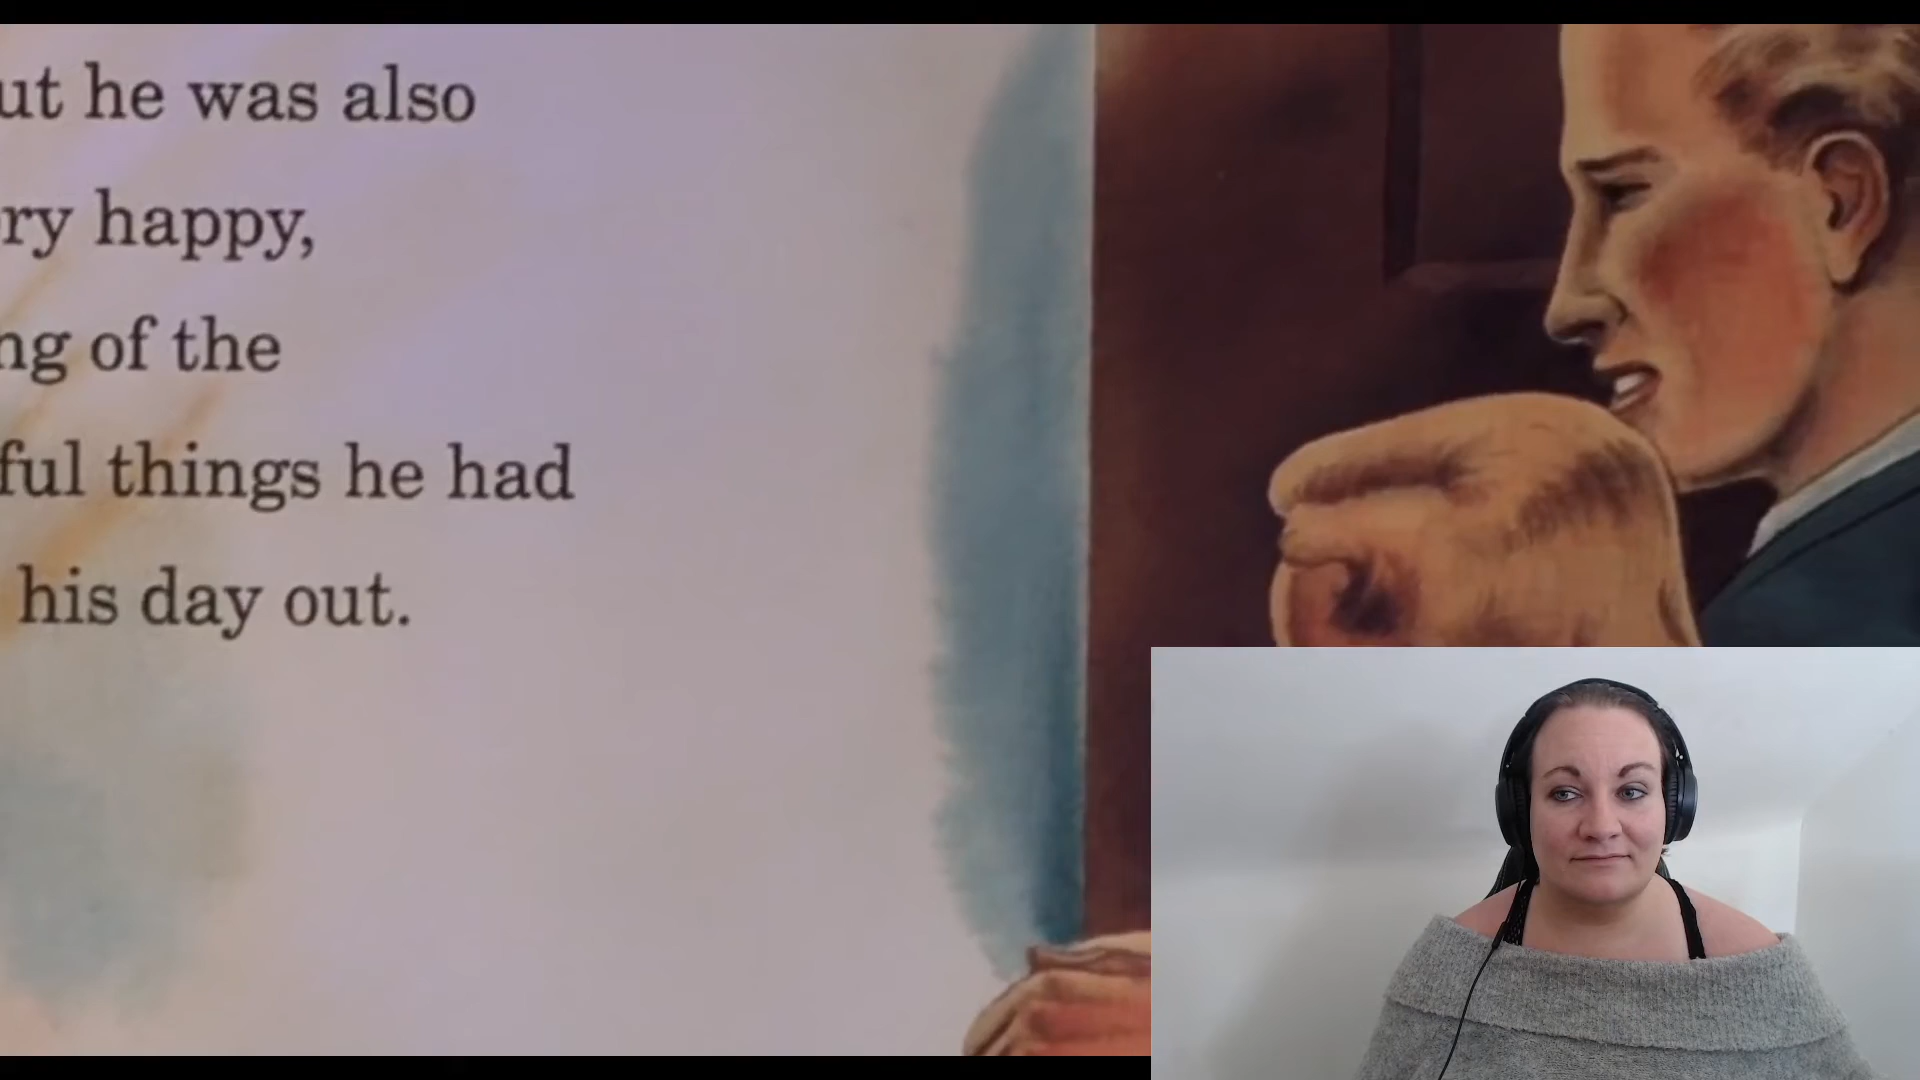 ut he was also
ry happy,
ng of the
ful things he had
his day out.